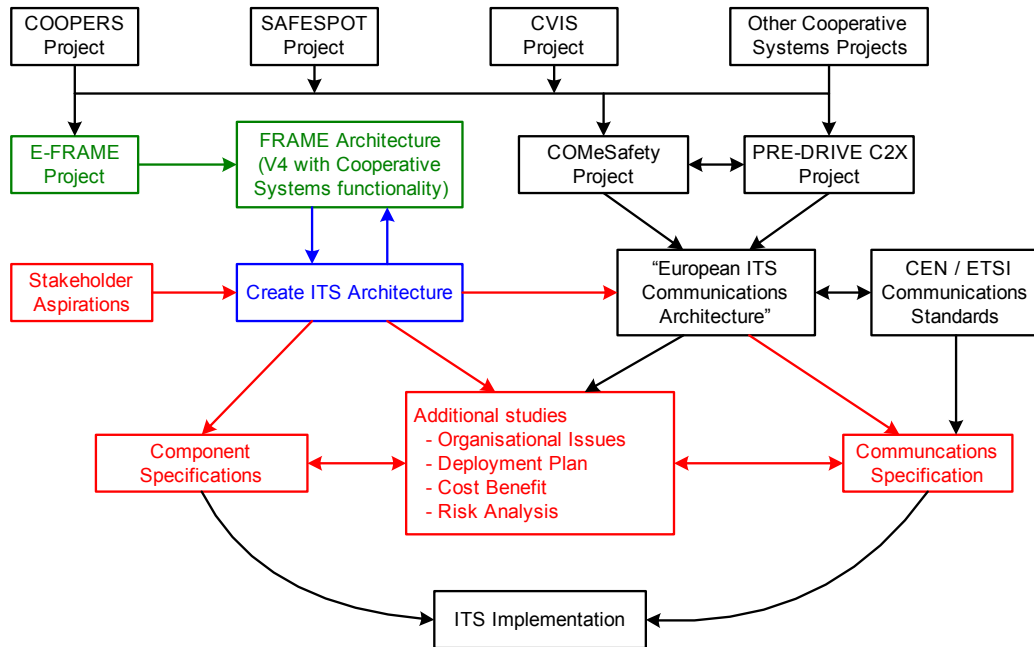 COOPERS
Project
SAFESPOT
Project
CVIS
Project
Other Cooperative
Systems Projects
E-FRAME
Project
FRAME Architecture
(V4 with Cooperative
Systems functionality)
COMeSafety
Project
PRE-DRIVE C2X
Project
Stakeholder
Aspirations
Create ITS Architecture
“European ITS
Communications
Architecture”
CEN / ETSI
Communications
Standards
Component
Specifications
Additional studies
- Organisational Issues
- Deployment Plan
- Cost Benefit
- Risk Analysis
Communcations
Specification
ITS Implementation